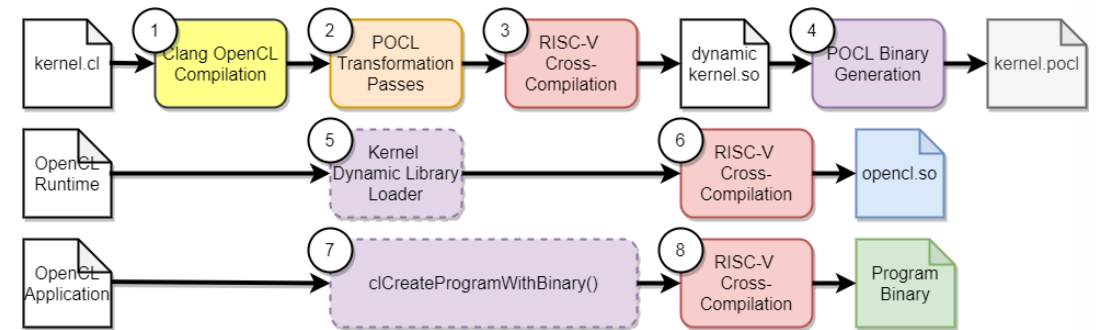 1
2
3
4
kernel.cl
Clang OpenCL
Compilation
POCL
Transformation
Passes
RISC-V
Cross-
Compilation
dynamic
kernel.so
POCL Binary
Generation
kernel.pocl
5
6
OpenCL
Runtime
Kernel
Dynamic Library
Loader
RISC-V
Cross-
Compilation
opencl.so
7
8
OpenCL
Application
clCreateProgramWithBinary()
RISC-V
Cross-
Compilation
Program
Binary